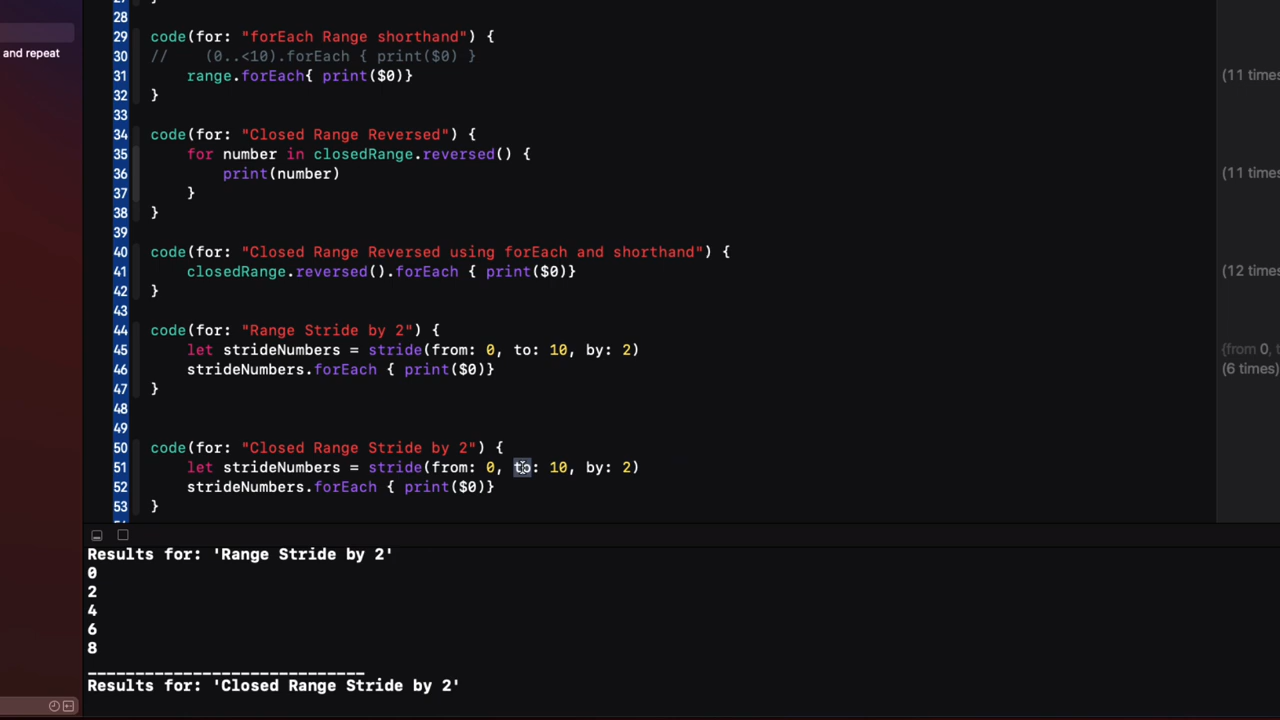 and repeat
27 }
28
29 code(for: "forEach Range shorthand") {
30 //    (0..<10).forEach { print($0) }
31 range.forEach{ print($0)}
32 }
33
34 code(for: "Closed Range Reversed") {
35 for number in closedRange.reversed() {
36 print(number)
37 }
38 }
39
40 code(for: "Closed Range Reversed using forEach and shorthand") {
41 closedRange.reversed().forEach { print($0)}
42 }
43
44 code(for: "Range Stride by 2") {
45 let strideNumbers = stride(from: 0, to: 10, by: 2)
46 strideNumbers.forEach { print($0)}
47 }
48
49
50 code(for: "Closed Range Stride by 2") {
51 let strideNumbers = stride(from: 0, to: 10, by: 2)
52 strideNumbers.forEach { print($0)}
53 }
(11 times
(11 times
(12 times
{from 0, t
(6 times)
Results for: 'Range Stride by 2'
0
2
4
6
8
____________________________
Results for: 'Closed Range Stride by 2'